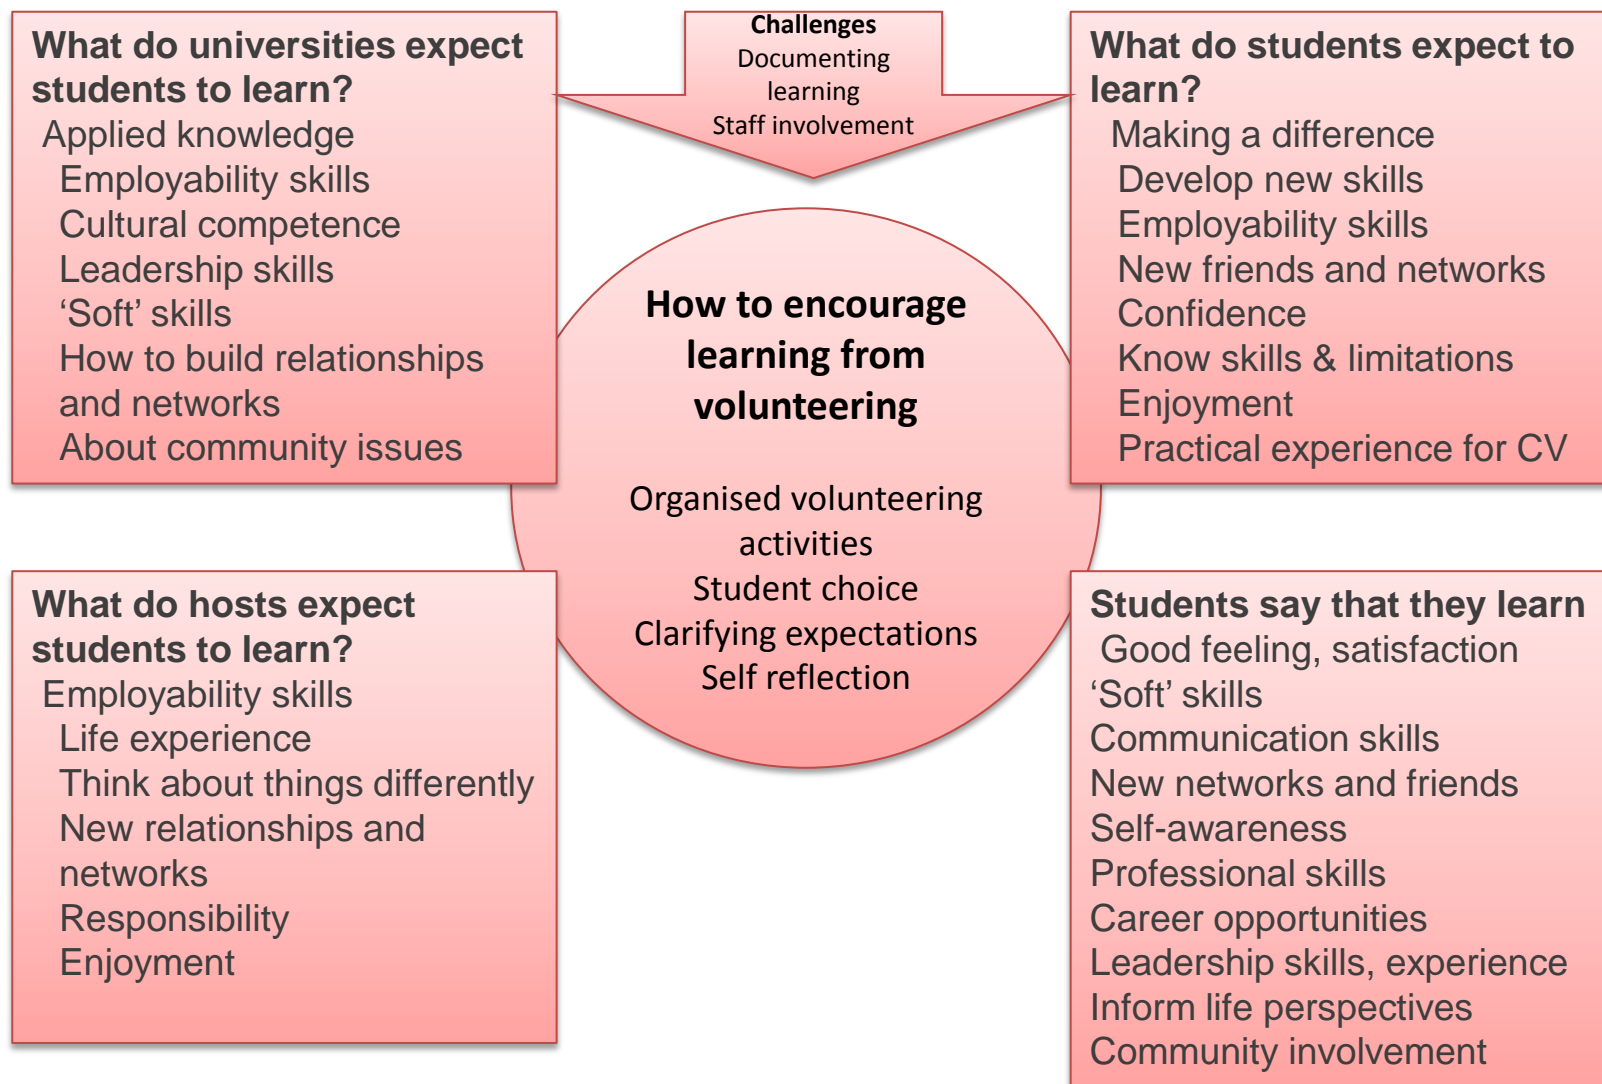 What do universities expect
students to learn?
Applied knowledge
Employability skills
Cultural competence
Leadership skills
‘Soft’ skills
How to build relationships
and networks
About community issues
Challenges
Documenting
learning
Staff involvement
What do students expect to
learn?
Making a difference
Develop new skills
Employability skills
New friends and networks
Confidence
Know skills & limitations
Enjoyment
Practical experience for CV
How to encourage
learning from
volunteering
Organised volunteering
activities
Student choice
Clarifying expectations
Self reflection
What do hosts expect
students to learn?
Employability skills
Life experience
Think about things differently
New relationships and
networks
Responsibility
Enjoyment
Students say that they learn
Good feeling, satisfaction
‘Soft’ skills
Communication skills
New networks and friends
Self-awareness
Professional skills
Career opportunities
Leadership skills, experience
Inform life perspectives
Community involvement